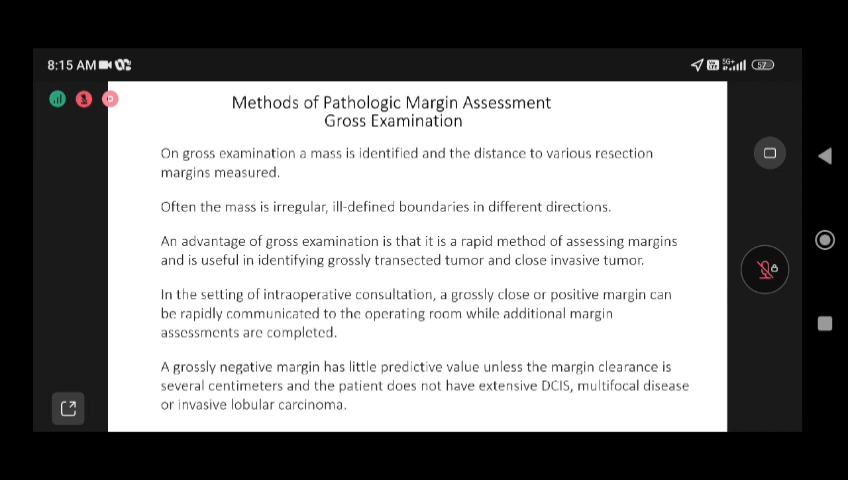 8:15 AM
5G+
57
Methods of Pathologic Margin Assessment
Gross Examination
On gross examination a mass is identified and the distance to various resection
margins measured.
Often the mass is irregular, ill-defined boundaries in different directions.
An advantage of gross examination is that it is a rapid method of assessing margins
and is useful in identifying grossly transected tumor and close invasive tumor.
In the setting of intraoperative consultation, a grossly close or positive margin can
be rapidly communicated to the operating room while additional margin
assessments are completed.
A grossly negative margin has little predictive value unless the margin clearance is
several centimeters and the patient does not have extensive DCIS, multifocal disease
or invasive lobular carcinoma.